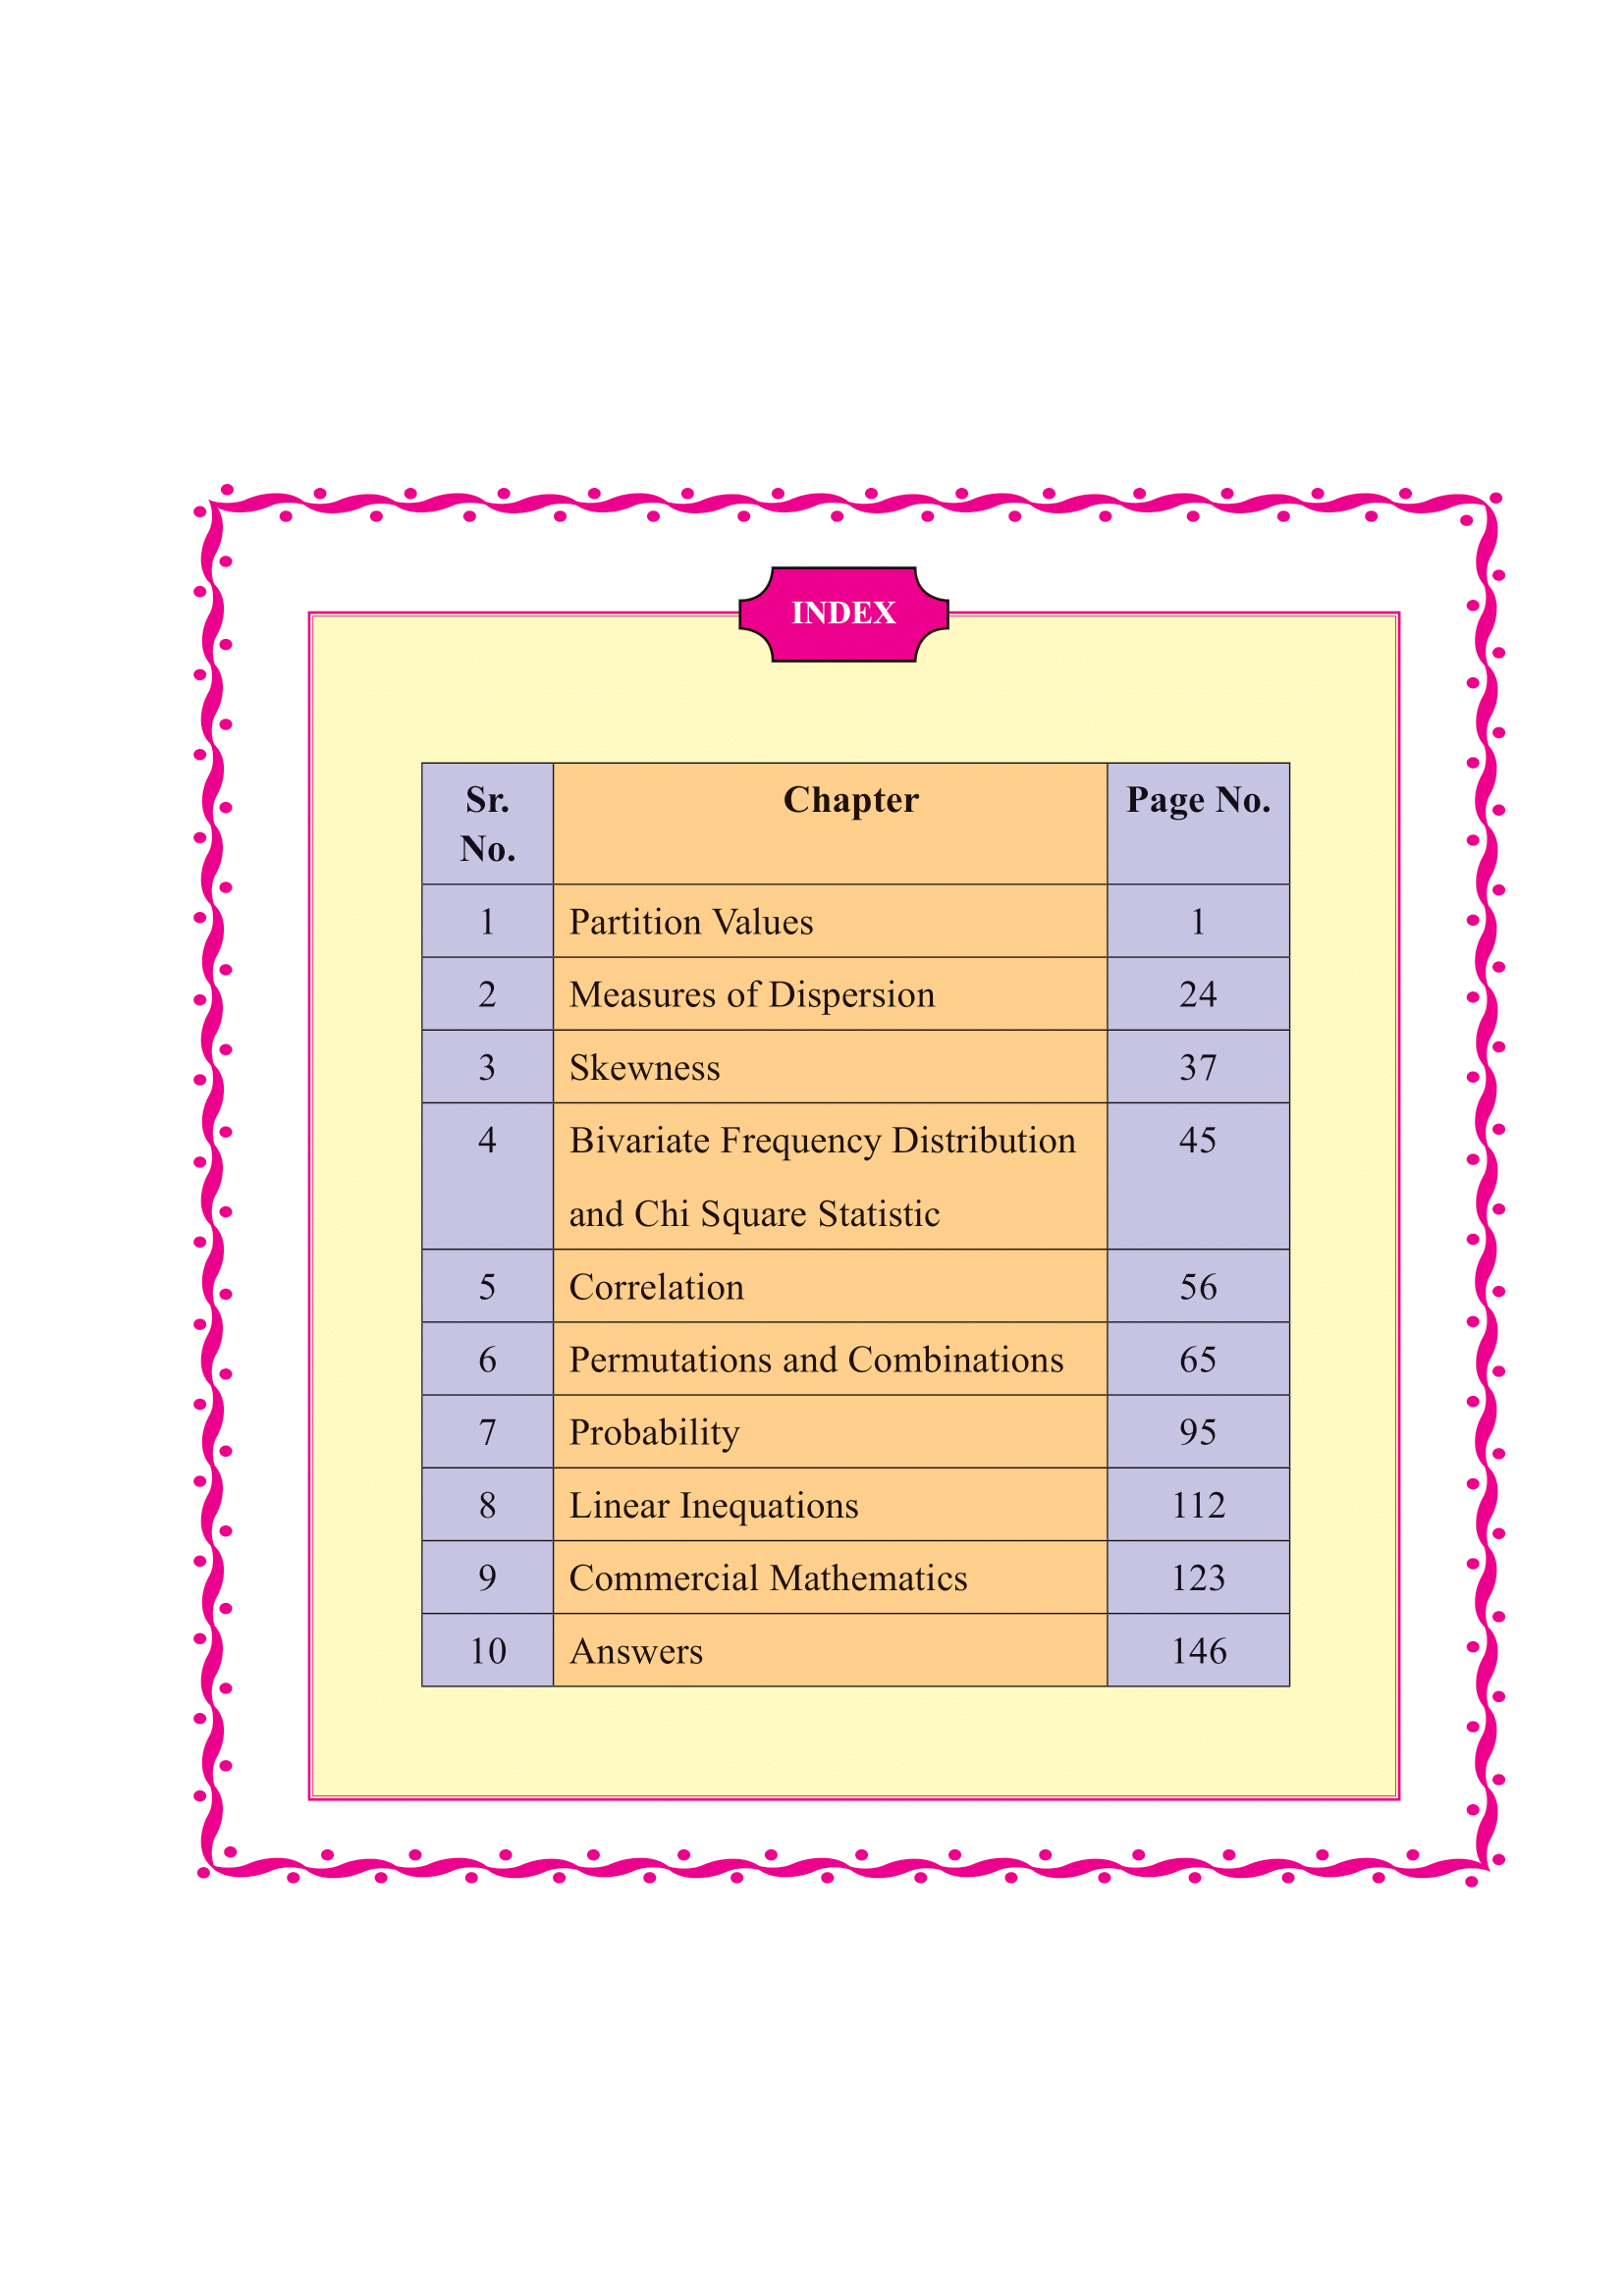 INDEX
Sr. No. Chapter Page No.
1 Partition Values 1
2 Measures of Dispersion 24
3 Skewness 37
4 Bivariate Frequency Distribution 45
and Chi Square Statistic
5 Correlation 56
6 Permutations and Combinations 65
7 Probability 95
8 Linear Inequations 112
9 Commercial Mathematics 123
10 Answers 146